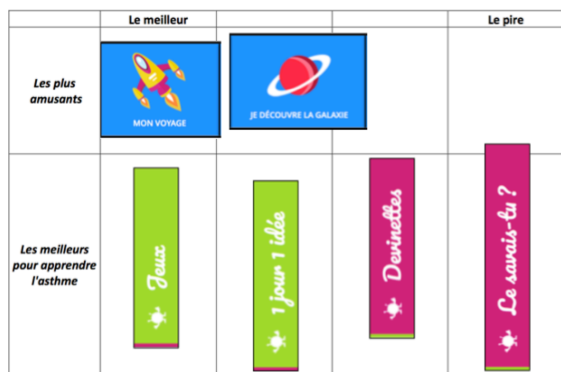 Le meilleur
Le pire
Les plus
amusants
MON VOYAGE
JE DÉCOUVRE LA GALAXIE
Les meilleurs
pour apprendre
l'asthme
Jeux
1 jour 1 idée
Devinettes
Le savais-tu ?